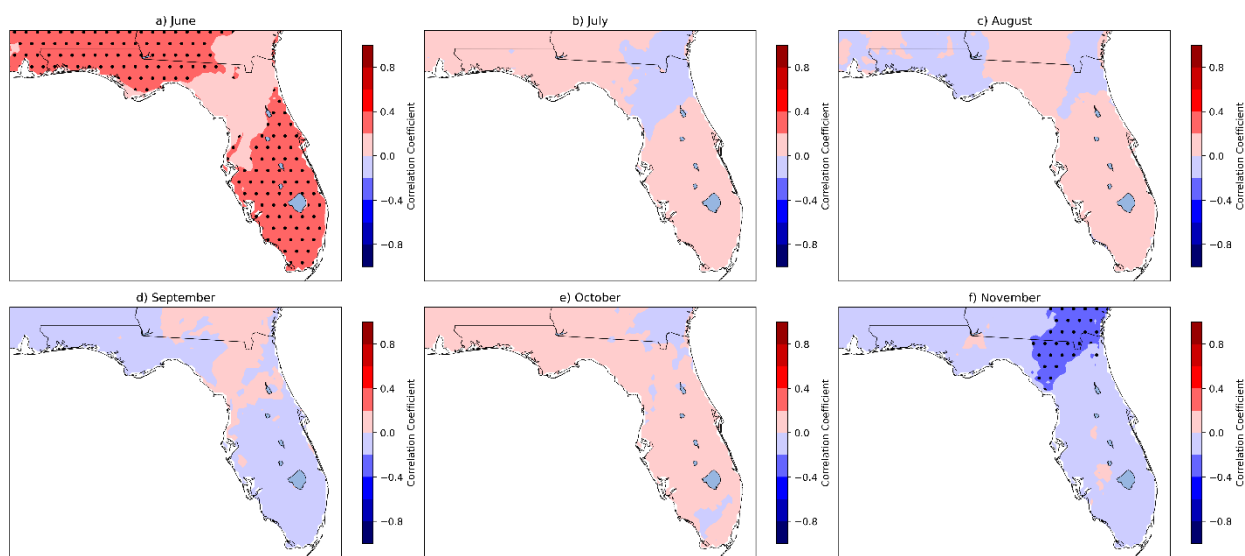 a) June
0.8
0.4
0.0
−0.4
−0.8
Correlation Coefficient
b) July
0.8
0.4
0.0
−0.4
−0.8
Correlation Coefficient
c) August
0.8
0.4
0.0
−0.4
−0.8
Correlation Coefficient
d) September
0.8
0.4
0.0
−0.4
−0.8
Correlation Coefficient
e) October
0.8
0.4
0.0
−0.4
−0.8
Correlation Coefficient
f) November
0.8
0.4
0.0
−0.4
−0.8
Correlation Coefficient